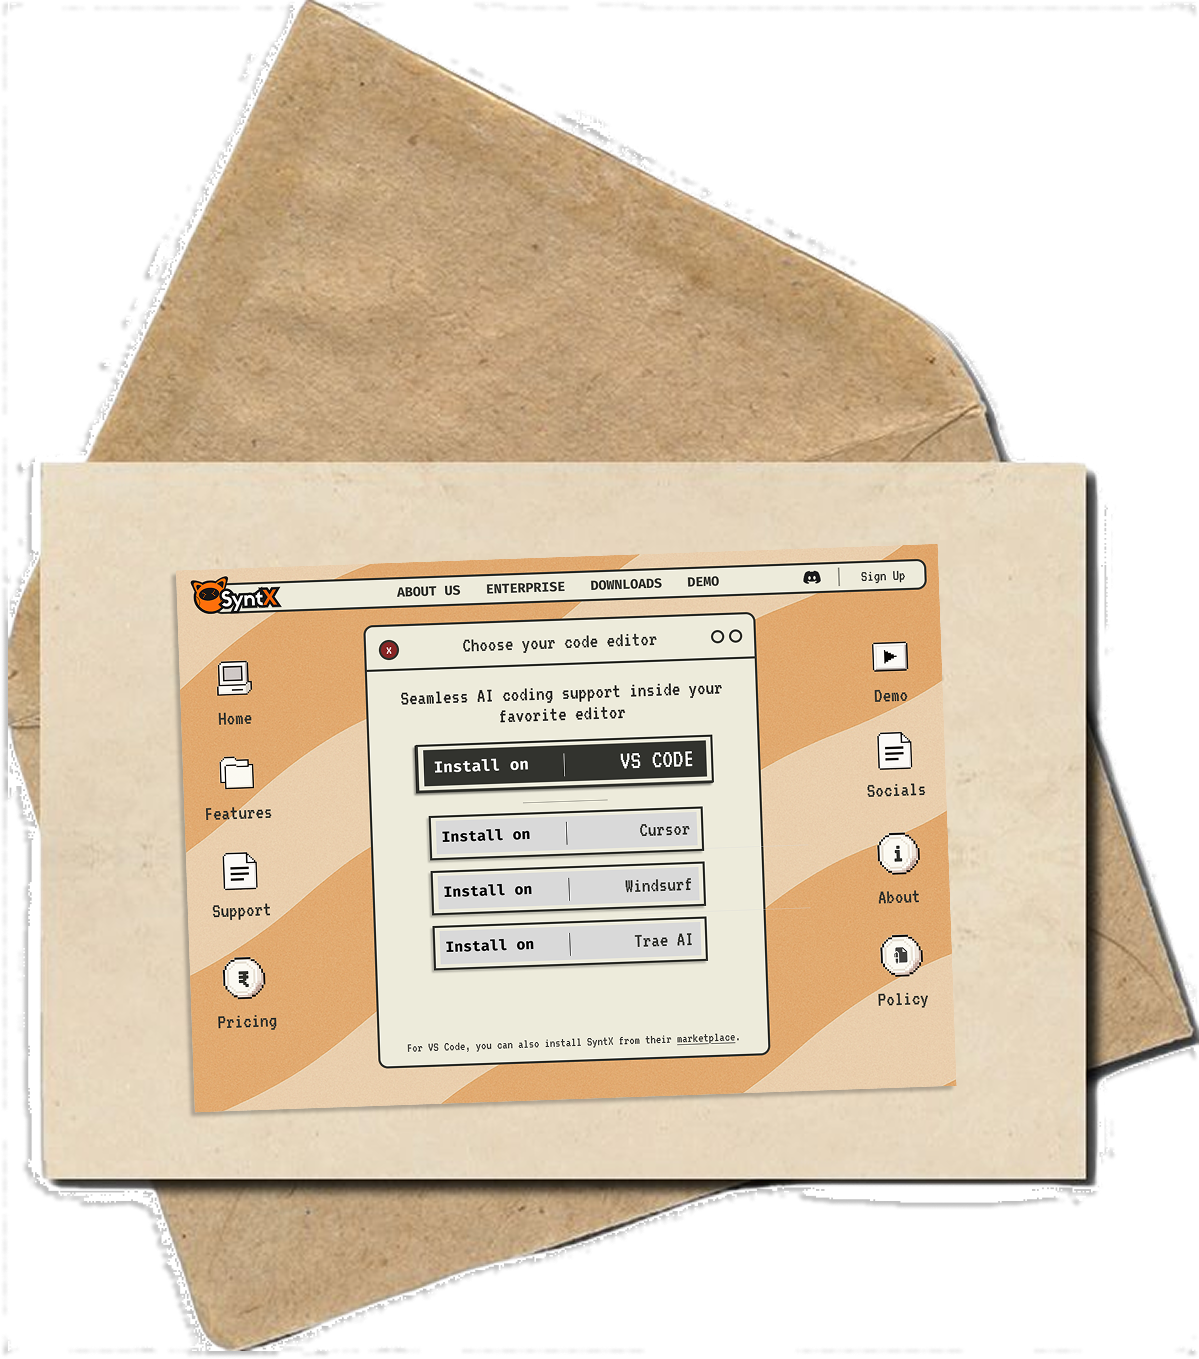 SyntX
ABOUT US ENTERPRISE DOWNLOADS DEMO Sign Up
x Choose your code editor
Seamless AI coding support inside your
favorite editor
Install on VS CODE
Install on Cursor
Install on Windsurf
Install on Trae AI
For VS Code, you can also install SyntX from their marketplace.
Home
Features
Support
₹
Pricing
Demo
Socials
i
About
Policy